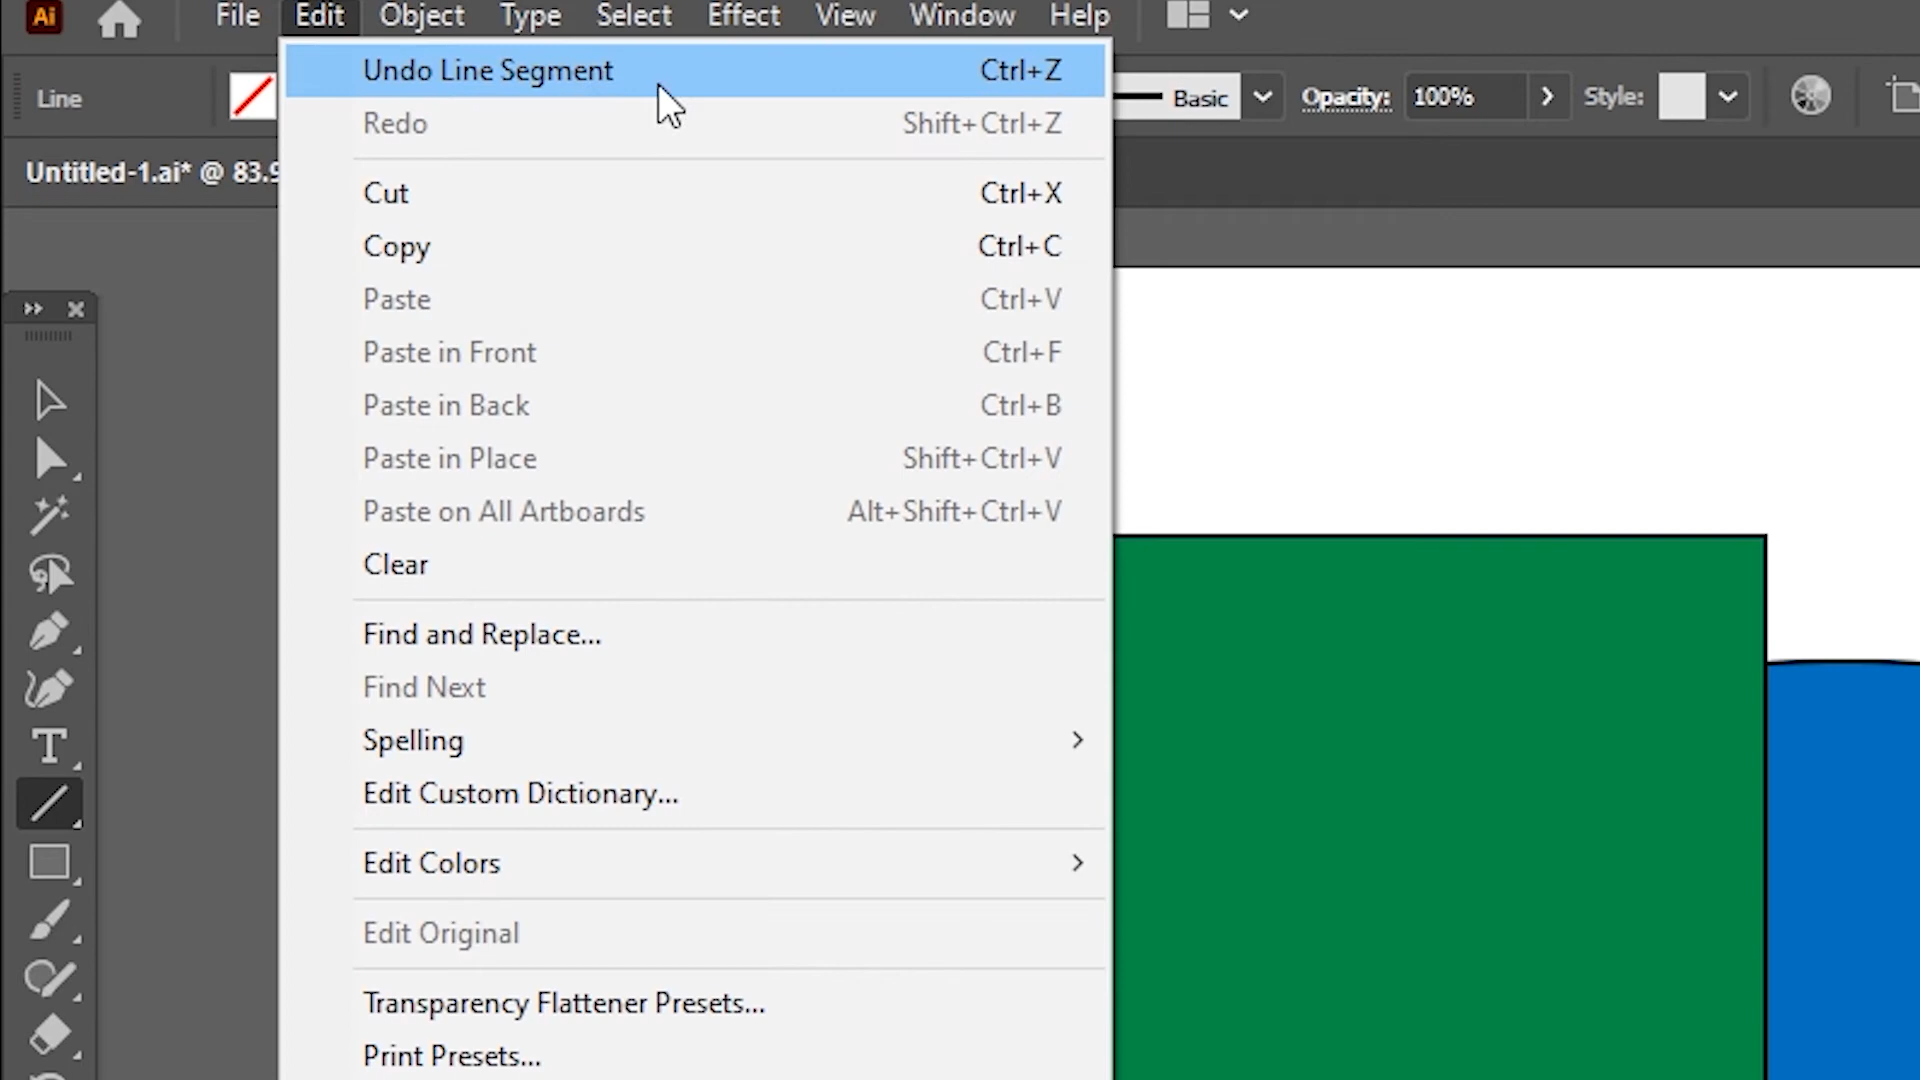 Ai File Edit Object Type Select Effect View Window Help
Line Basic Opacity: 100% Style:
Untitled-1.ai* @ 83.9
Undo Line Segment Ctrl+Z
Redo Shift+Ctrl+Z
Cut Ctrl+X
Copy Ctrl+C
Paste Ctrl+V
Paste in Front Ctrl+F
Paste in Back Ctrl+B
Paste in Place Shift+Ctrl+V
Paste on All Artboards Alt+Shift+Ctrl+V
Clear
Find and Replace...
Find Next
Spelling
Edit Custom Dictionary...
Edit Colors
Edit Original
Transparency Flattener Presets...
Print Presets...